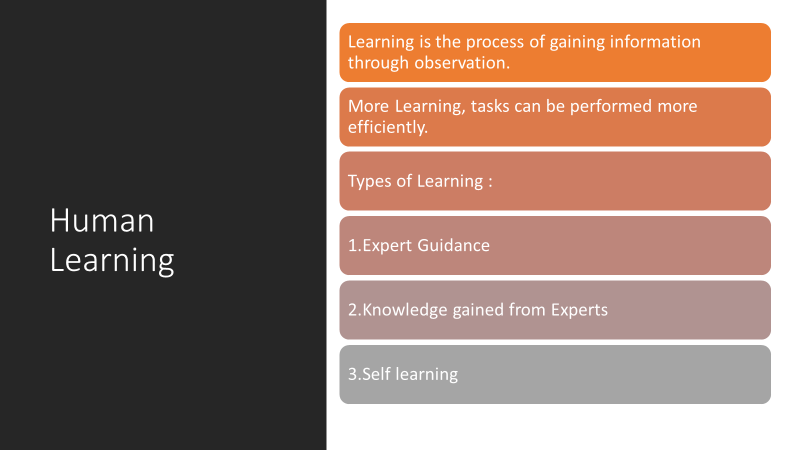 Human
Learning
Learning is the process of gaining information
through observation.
More Learning, tasks can be performed more
efficiently.
Types of Learning :
1.Expert Guidance
2.Knowledge gained from Experts
3.Self learning